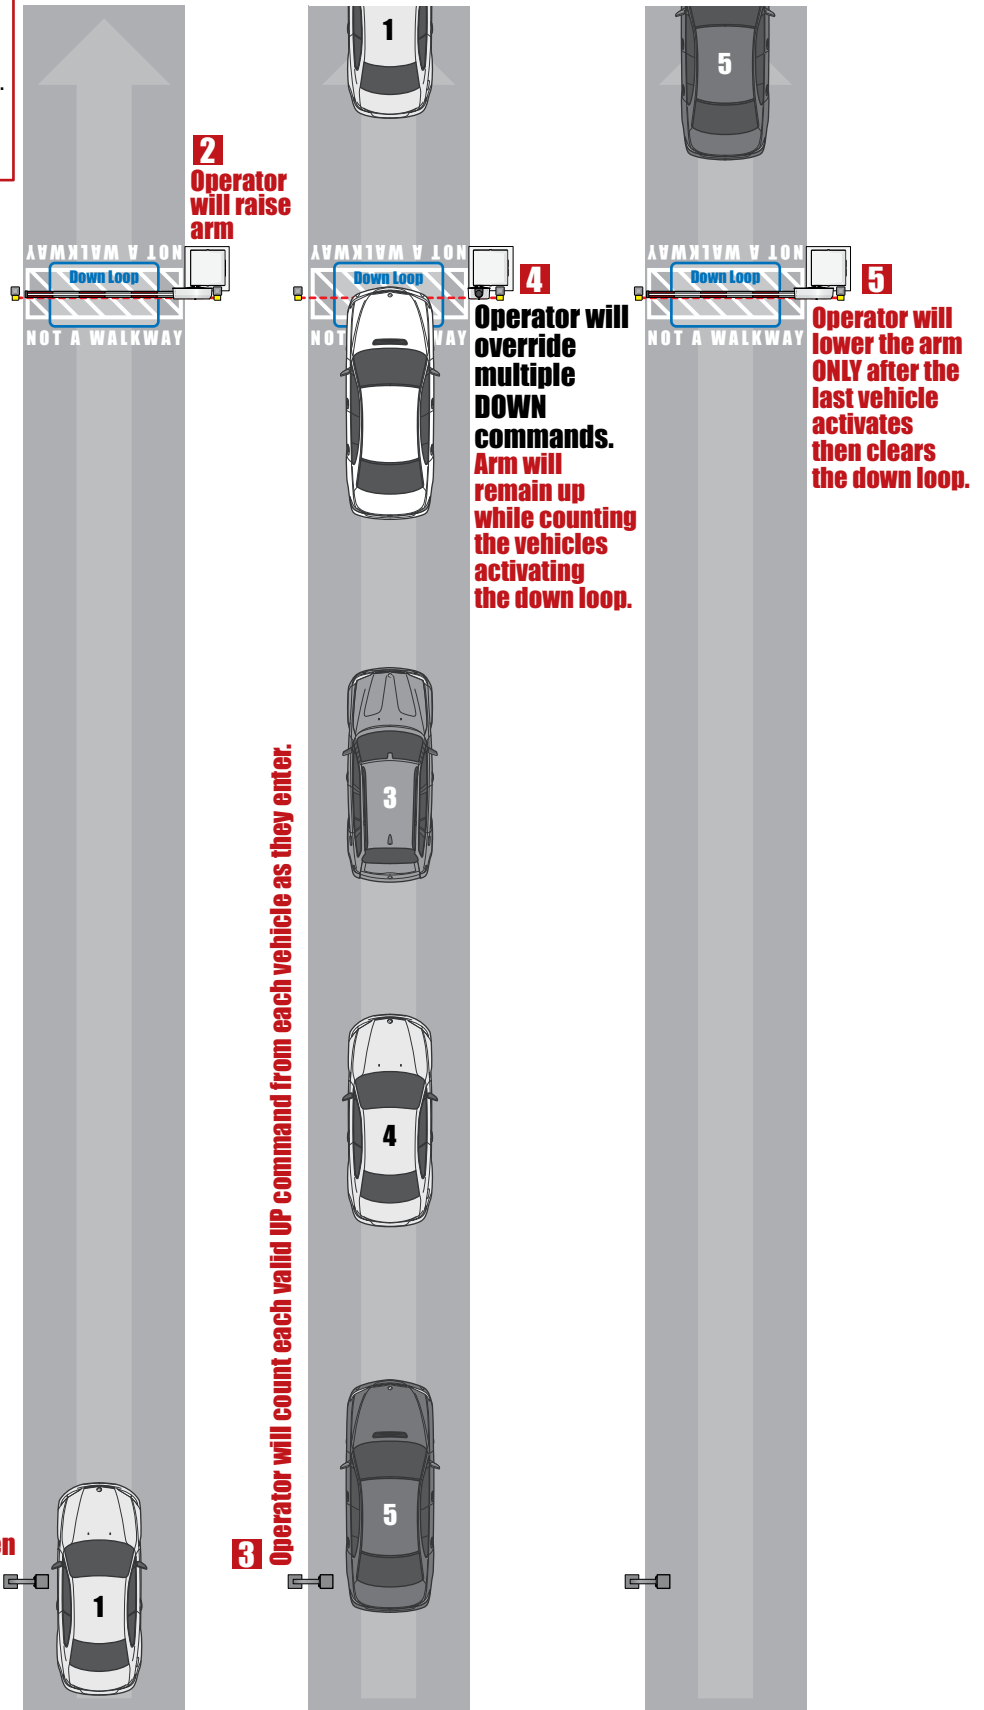 1
5
.
2
Operator
will raise
arm
NOT A WALKWAY
Down Loop
NOT A WALKWAY
NOT A WALKWAY
Down Loop
NOT
WAY
4
Operator will
override
multiple
DOWN
commands.
Arm will
remain up
while counting
the vehicles
activating
the down loop.
NOT A WALKWAY
Down Loop
NOT A WALKWAY
5
Operator will
lower the arm
ONLY after the
last vehicle
activates
then clears
the down loop.
3
4
5
3
Operator will count each valid UP command from each vehicle as they enter.
en
1